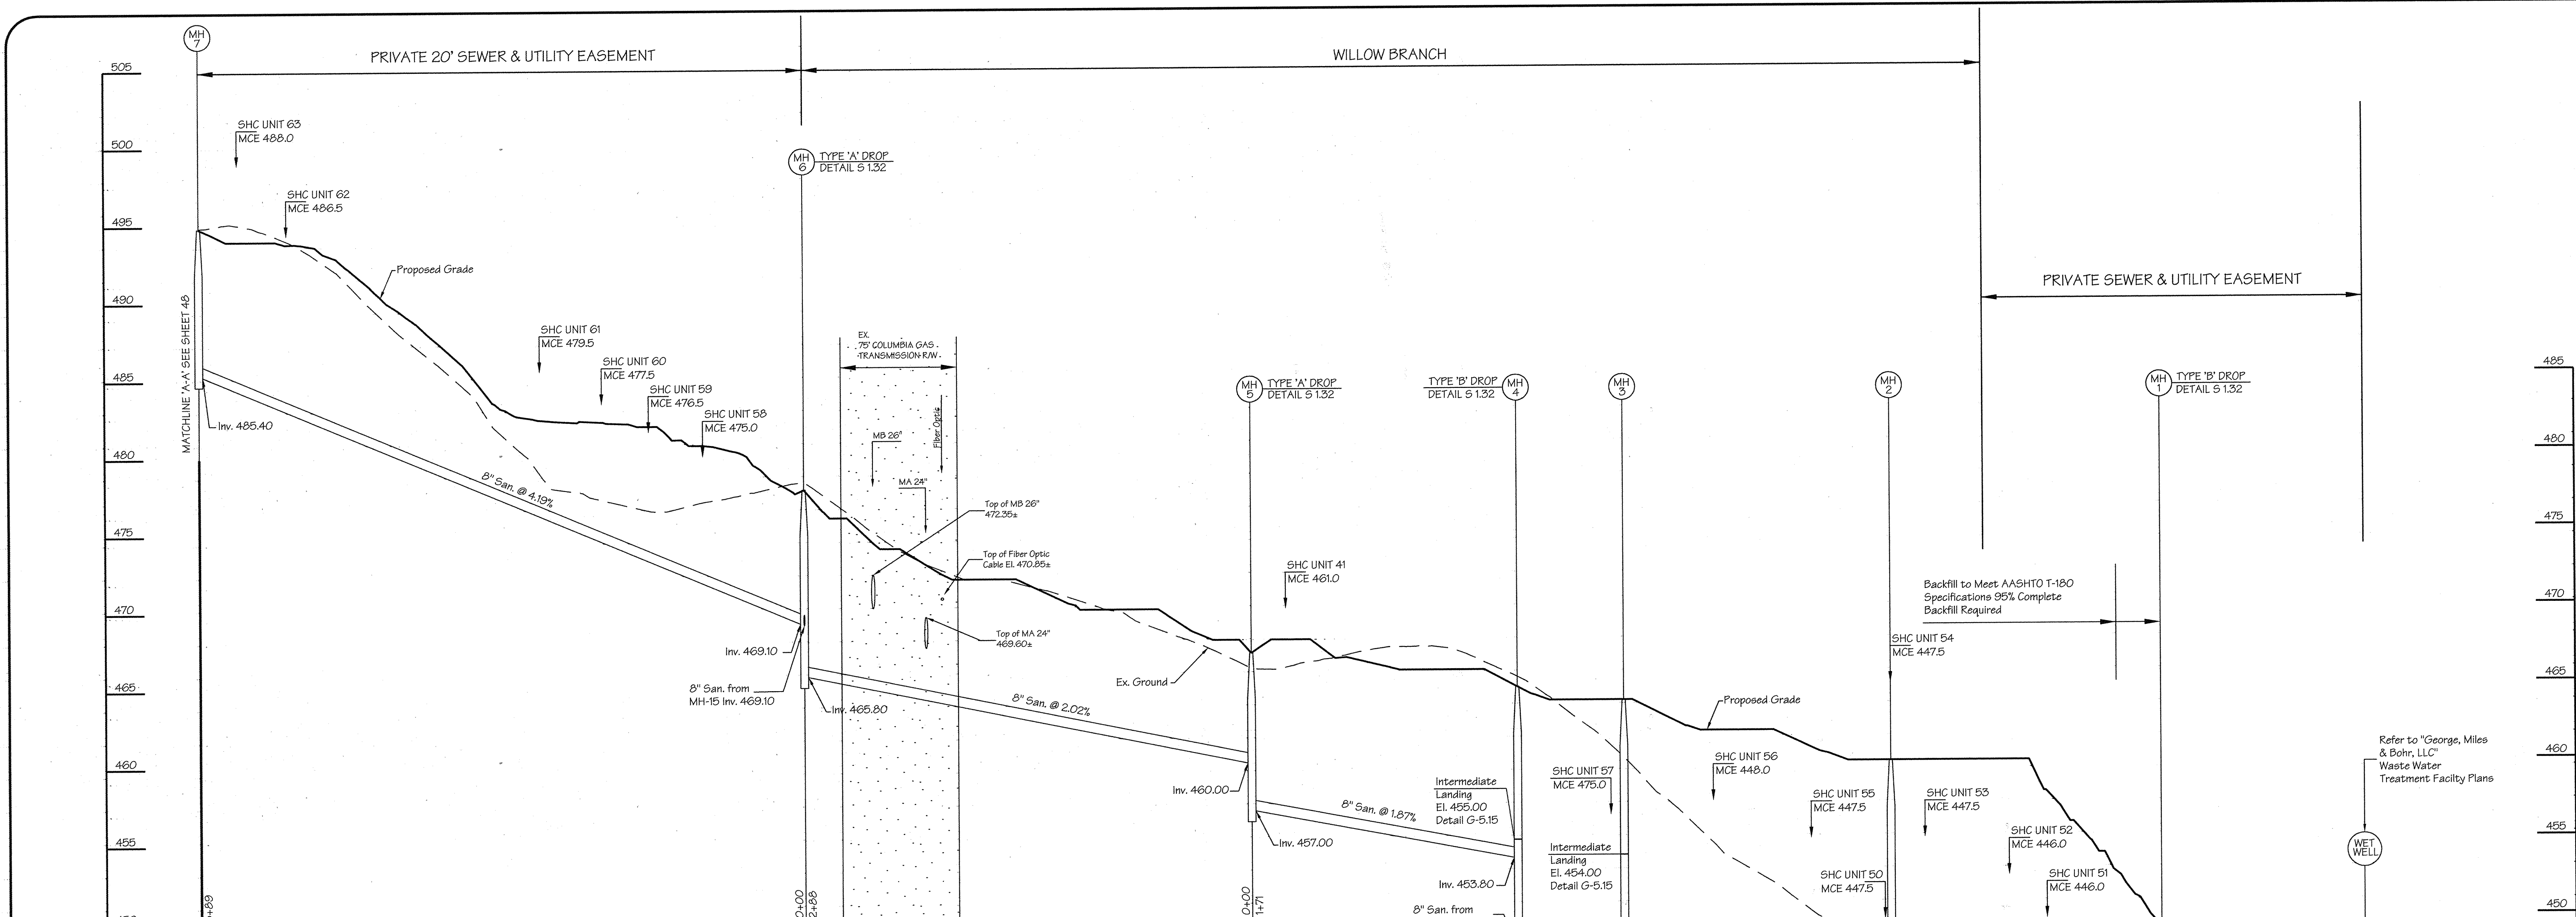 MH
7
PRIVATE 20' SEWER & UTILITY EASEMENT
WILLOW BRANCH
505
500
495
490
485
480
475
470
465
460
455
SHC UNIT 63
MCE 488.0
SHC UNIT 62
MCE 486.5
Proposed Grade
MATCHLINE "A-A" SEE SHEET 48
Inv. 485.40
8" San. @ 4.19%
SHC UNIT 61
MCE 479.5
SHC UNIT 60
MCE 477.5
SHC UNIT 59
MCE 476.5
SHC UNIT 58
MCE 475.0
MH
6
TYPE 'A' DROP
DETAIL S 1.32
EX.
75' COLUMBIA GAS
TRANSMISSION R/W
MB 26"
Fiber Optic
MA 24"
Top of MB 26"
472.35±
Top of Fiber Optic
Cable El. 470.85±
Top of MA 24"
469.60±
Inv. 469.10
8" San. from
MH-15 Inv. 469.10
Inv. 465.80
8" San. @ 2.02%
Ex. Ground
MH
5
TYPE 'A' DROP
DETAIL S 1.32
SHC UNIT 41
MCE 461.0
Inv. 460.00
Inv. 457.00
8" San. @ 1.87%
TYPE 'B' DROP
DETAIL S 1.32
MH
4
Intermediate
Landing
El. 455.00
Detail G-5.15
Inv. 453.80
8" San. from
MH
3
SHC UNIT 57
MCE 475.0
Intermediate
Landing
El. 454.00
Detail G-5.15
Proposed Grade
SHC UNIT 56
MCE 448.0
SHC UNIT 55
MCE 447.5
SHC UNIT 50
MCE 447.5
MH
2
SHC UNIT 54
MCE 447.5
SHC UNIT 53
MCE 447.5
SHC UNIT 52
MCE 446.0
SHC UNIT 51
MCE 446.0
Backfill to Meet AASHTO T-180
Specifications 95% Complete
Backfill Required
PRIVATE SEWER & UTILITY EASEMENT
MH
1
TYPE 'B' DROP
DETAIL S 1.32
Refer to "George, Miles
& Bohr, LLC"
Waste Water
Treatment Facilty Plans
WET
WELL
485
480
475
470
465
460
455
450
+89
0+00
2+88
0+00
1+71